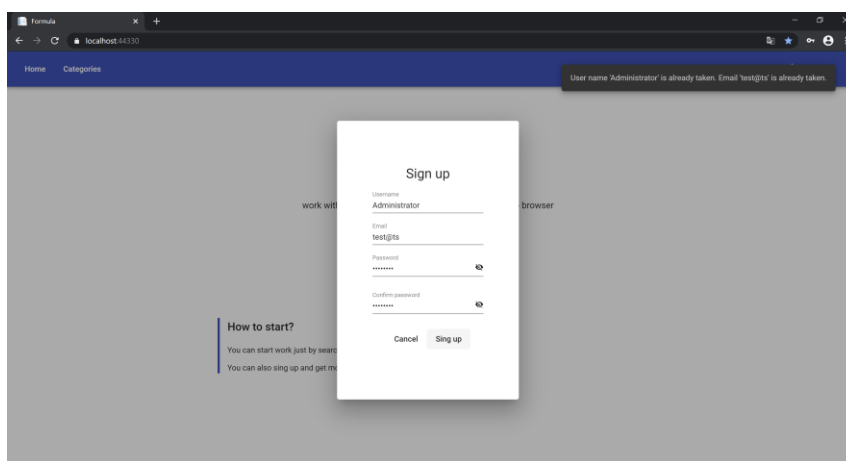 Formula
localhost:44330
Home Categories
User name 'Administrator' is already taken. Email 'test@ts' is already taken.
Sign up
Username
Administrator
work with
browser
Email
test@ts
Password
Confirm password
How to start?
Cancel Sing up
You can start work just by searc
You can also sing up and get mo